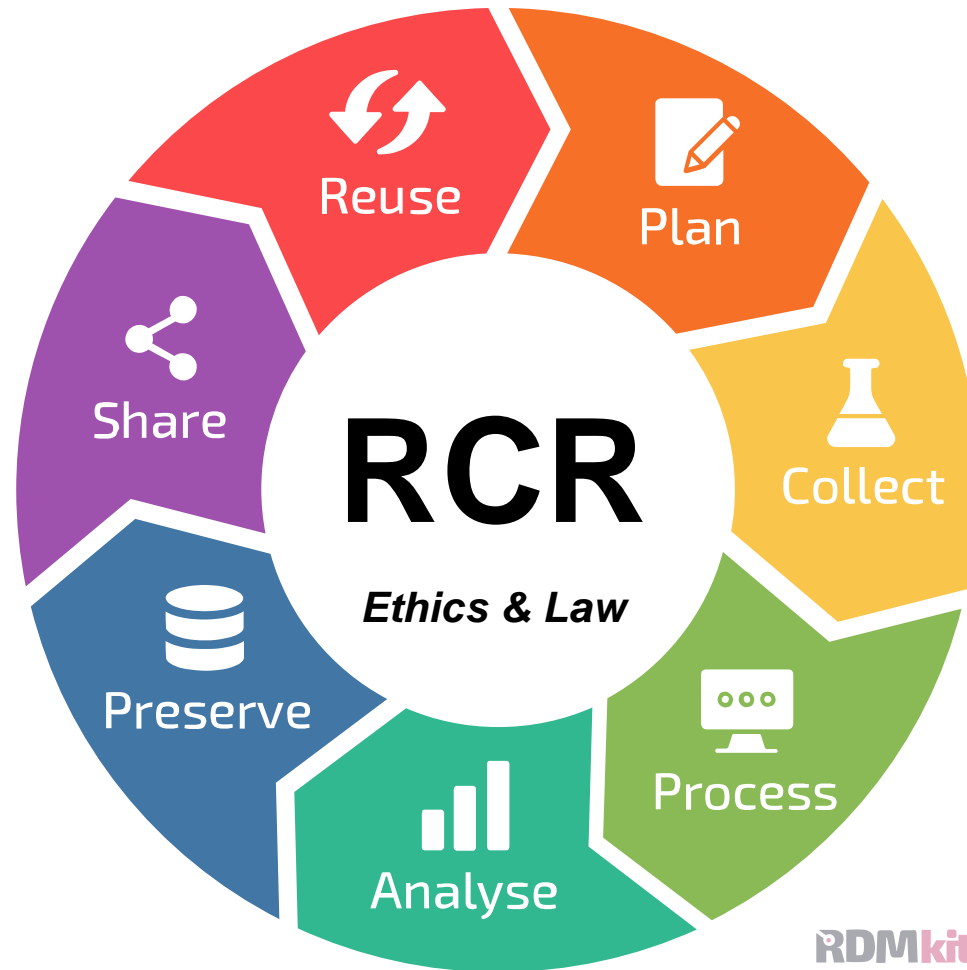 Reuse
Plan
Share
Collect
RCR
Ethics & Law
Preserve
Process
Analyse
RDMkit